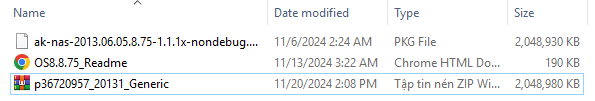 Name Date modified Type Size
ak-nas-2013.06.05.8.75-1.1.1x-nondebug.... 11/6/2024 2:24 AM PKG File 2,048,930 KB
OS8.8.75_Readme 11/13/2024 3:22 AM Chrome HTML Do... 190 KB
p36720957_20131_Generic 11/20/2024 2:08 PM Tập tin nén ZIP Wi... 2,048,980 KB